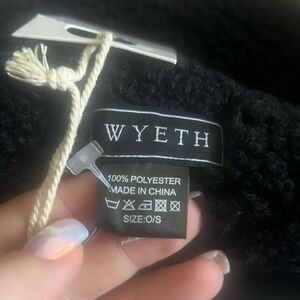 WYETH
100% POLYESTER
MADE IN CHINA
SIZE:O/S